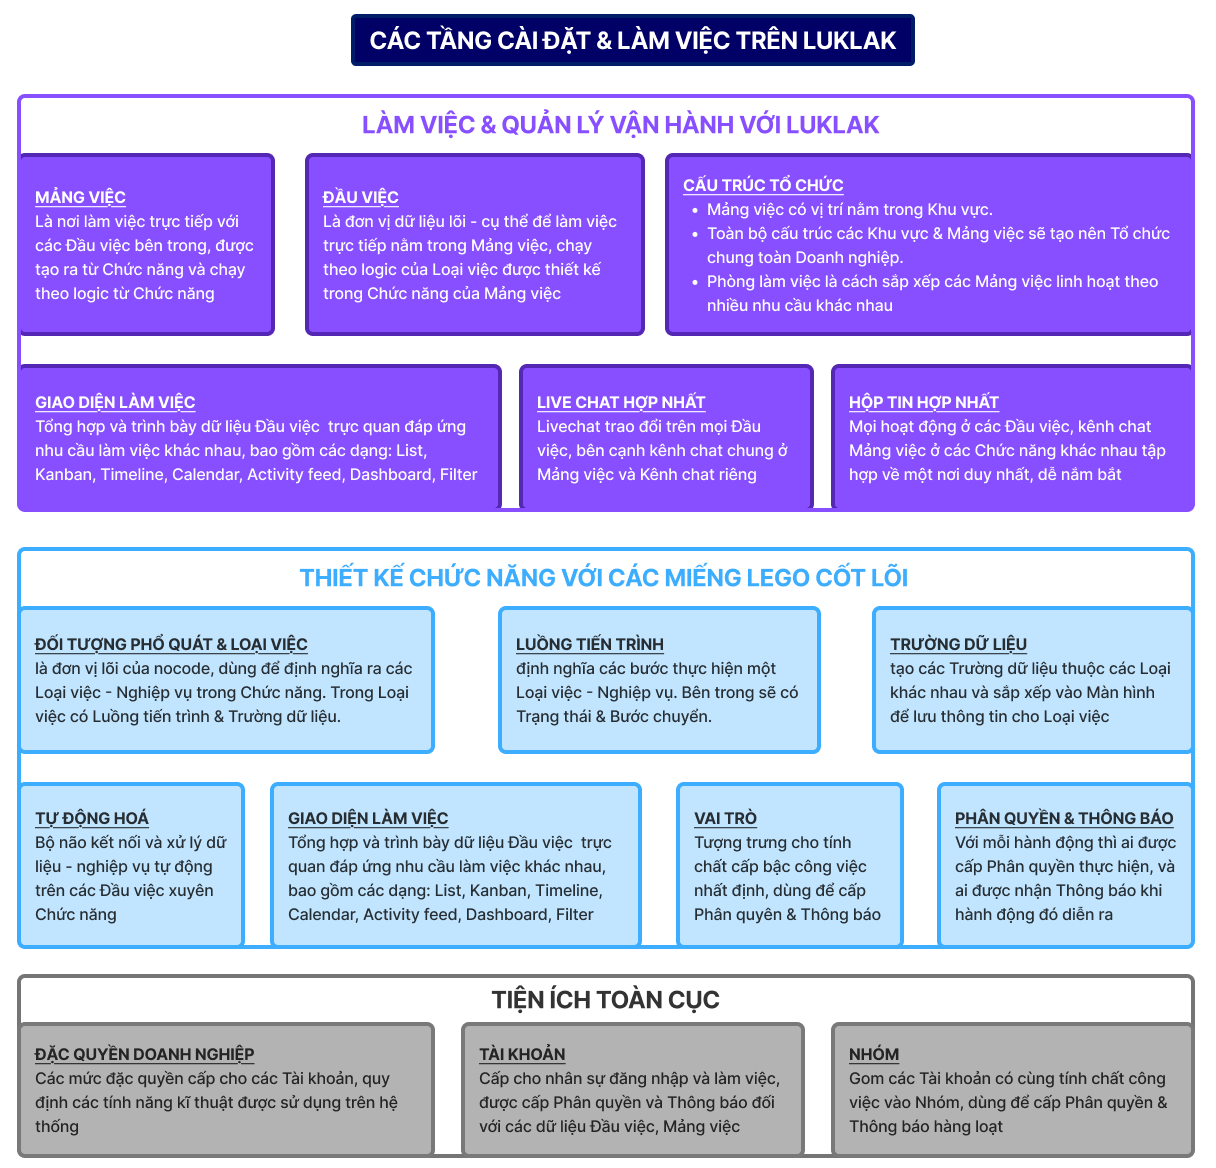 CÁC TẦNG CÀI ĐẶT & LÀM VIỆC TRÊN LUKLAK
LÀM VIỆC & QUẢN LÝ VẬN HÀNH VỚI LUKLAK
MẢNG VIỆC
Là nơi làm việc trực tiếp với
các Đầu việc bên trong, được
tạo ra từ Chức năng và chạy
theo logic từ Chức năng
ĐẦU VIỆC
Là đơn vị dữ liệu lõi - cụ thể để làm việc
trực tiếp nằm trong Mảng việc, chạy
theo logic của Loại việc được thiết kế
trong Chức năng của Mảng việc
CẤU TRÚC TỔ CHỨC
• Mảng việc có vị trí nằm trong Khu vực.
• Toàn bộ cấu trúc các Khu vực & Mảng việc sẽ tạo nên Tổ chức
chung toàn Doanh nghiệp.
• Phòng làm việc là cách sắp xếp các Mảng việc linh hoạt theo
nhiều nhu cầu khác nhau
GIAO DIỆN LÀM VIỆC
Tổng hợp và trình bày dữ liệu Đầu việc  trực quan đáp ứng
nhu cầu làm việc khác nhau, bao gồm các dạng: List,
Kanban, Timeline, Calendar, Activity feed, Dashboard, Filter
LIVE CHAT HỢP NHẤT
Livechat trao đổi trên mọi Đầu
việc, bên cạnh kênh chat chung ở
Mảng việc và Kênh chat riêng
HỘP TIN HỢP NHẤT
Mọi hoạt động ở các Đầu việc, kênh chat
Mảng việc ở các Chức năng khác nhau tập
hợp về một nơi duy nhất, dễ nắm bắt
THIẾT KẾ CHỨC NĂNG VỚI CÁC MIẾNG LEGO CỐT LÕI
ĐỐI TƯỢNG PHỔ QUÁT & LOẠI VIỆC
là đơn vị lõi của nocode, dùng để định nghĩa ra các
Loại việc - Nghiệp vụ trong Chức năng. Trong Loại
việc có Luồng tiến trình & Trường dữ liệu.
LUỒNG TIẾN TRÌNH
định nghĩa các bước thực hiện một
Loại việc - Nghiệp vụ. Bên trong sẽ có
Trạng thái & Bước chuyển.
TRƯỜNG DỮ LIỆU
tạo các Trường dữ liệu thuộc các Loại
khác nhau và sắp xếp vào Màn hình
để lưu thông tin cho Loại việc
TỰ ĐỘNG HOÁ
Bộ não kết nối và xử lý dữ
liệu - nghiệp vụ tự động
trên các Đầu việc xuyên
Chức năng
GIAO DIỆN LÀM VIỆC
Tổng hợp và trình bày dữ liệu Đầu việc  trực
quan đáp ứng nhu cầu làm việc khác nhau,
bao gồm các dạng: List, Kanban, Timeline,
Calendar, Activity feed, Dashboard, Filter
VAI TRÒ
Tượng trưng cho tính
chất cấp bậc công việc
nhất định, dùng để cấp
Phân quyên & Thông báo
PHÂN QUYỀN & THÔNG BÁO
Với mỗi hành động thì ai được
cấp Phân quyền thực hiện, và
ai được nhận Thông báo khi
hành động đó diễn ra
TIỆN ÍCH TOÀN CỤC
ĐẶC QUYỀN DOANH NGHIỆP
Các mức đặc quyền cấp cho các Tài khoản, quy
định các tính năng kĩ thuật được sử dụng trên hệ
thống
TÀI KHOẢN
Cấp cho nhân sự đăng nhập và làm việc,
được cấp Phân quyền và Thông báo đối
với các dữ liệu Đầu việc, Mảng việc
NHÓM
Gom các Tài khoản có cùng tính chất công
việc vào Nhóm, dùng để cấp Phân quyền &
Thông báo hàng loạt